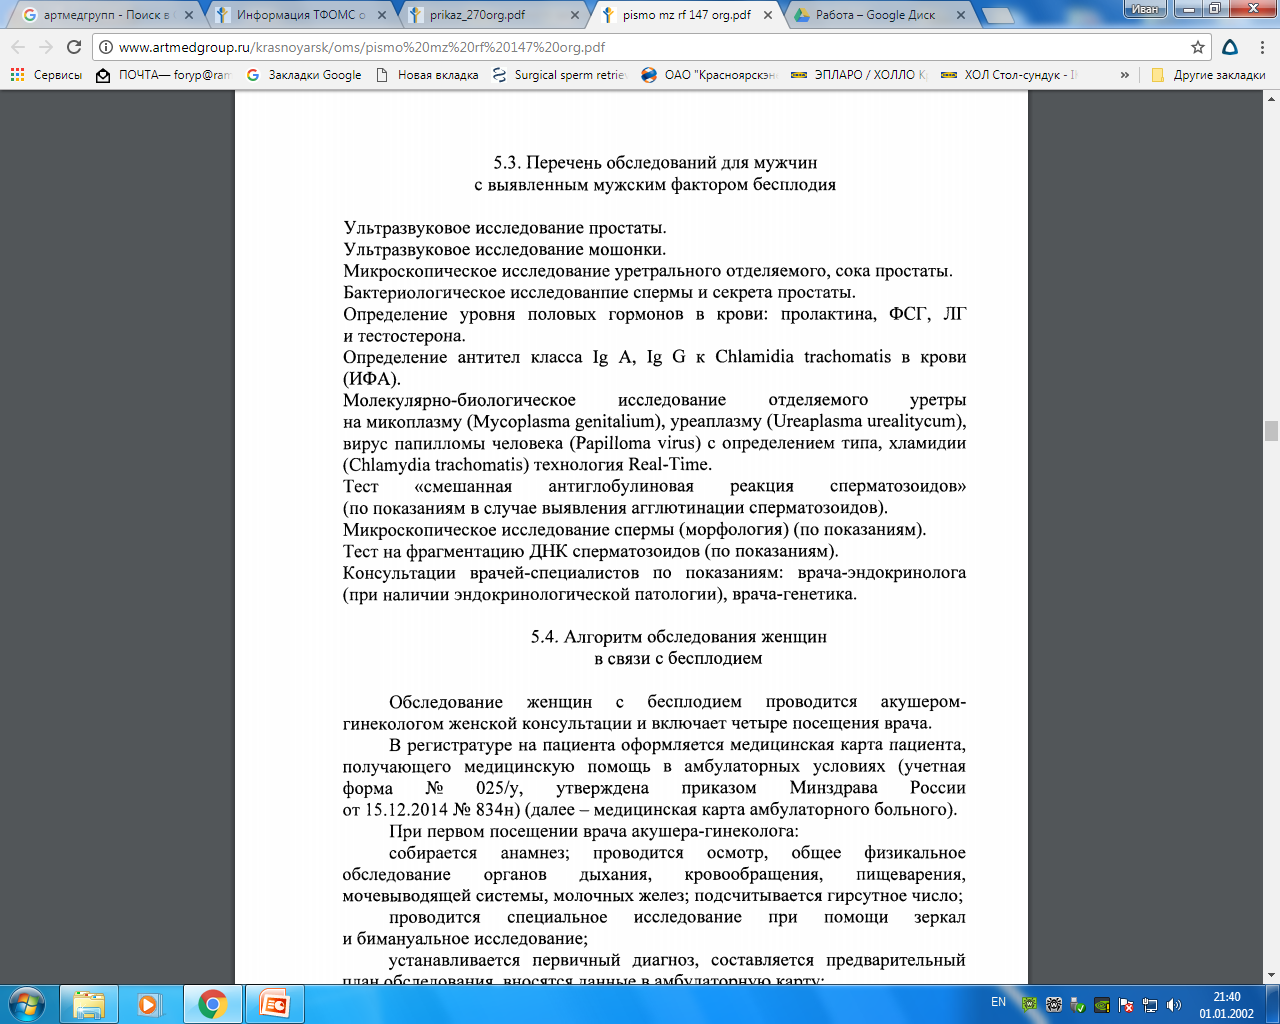 артмедгрупп - Поиск в
Информация ТФОМС о
prikaz_270org.pdf
pismo mz rf 147 org.pdf
Работа – Google Диск
Иван
www.artmedgroup.ru/krasnoyarsk/oms/pismo%20mz%20rf%20147%20org.pdf
Сервисы
ПОЧТА— foryp@ram
Закладки Google
Новая вкладка
Surgical sperm retrie
ОАО "Красноярскэн
ЭПЛАРО / ХОЛЛО К
ХОЛ Стол-сундук - I
»
Другие закладки
5.3. Перечень обследований для мужчин
с выявленным мужским фактором бесплодия
Ультразвуковое исследование простаты.
Ультразвуковое исследование мошонки.
Микроскопическое исследование уретрального отделяемого, сока простаты.
Бактериологическое исследованпие спермы и секрета простаты.
Определение уровня половых гормонов в крови: пролактина, ФСГ, ЛГ
и тестостерона.
Определение антител класса Ig A, Ig G к Chlamidia trachomatis в крови
(ИФА).
Молекулярно-биологическое исследование отделяемого уретры
на микоплазму (Mycoplasma genitalium), уреаплазму (Ureaplasma urealitycum),
вирус папилломы человека (Papilloma virus) с определением типа, хламидии
(Chlamydia trachomatis) технология Real-Time.
Тест «смешанная антиглобулиновая реакция сперматозоидов»
(по показаниям в случае выявления агглютинации сперматозоидов).
Микроскопическое исследование спермы (морфология) (по показаниям).
Тест на фрагментацию ДНК сперматозоидов (по показаниям).
Консультации врачей-специалистов по показаниям: врача-эндокринолога
(при наличии эндокринологической патологии), врача-генетика.
5.4. Алгоритм обследования женщин
в связи с бесплодием
Обследование женщин с бесплодием проводится акушером-
гинекологом женской консультации и включает четыре посещения врача.
В регистратуре на пациента оформляется медицинская карта пациента,
получающего медицинскую помощь в амбулаторных условиях (учетная
форма № 025/у, утверждена приказом Минздрава России
от 15.12.2014 № 834н) (далее – медицинская карта амбулаторного больного).
При первом посещении врача акушера-гинеколога:
собирается анамнез; проводится осмотр, общее физикальное
обследование органов дыхания, кровообращения, пищеварения,
мочевыводящей системы, молочных желез; подсчитывается гирсутное число;
проводится специальное исследование при помощи зеркал
и бимануальное исследование;
устанавливается первичный диагноз, составляется предварительный
план обследования, вносятся данные в амбулаторную карту;
EN
21:40
01.01.2002